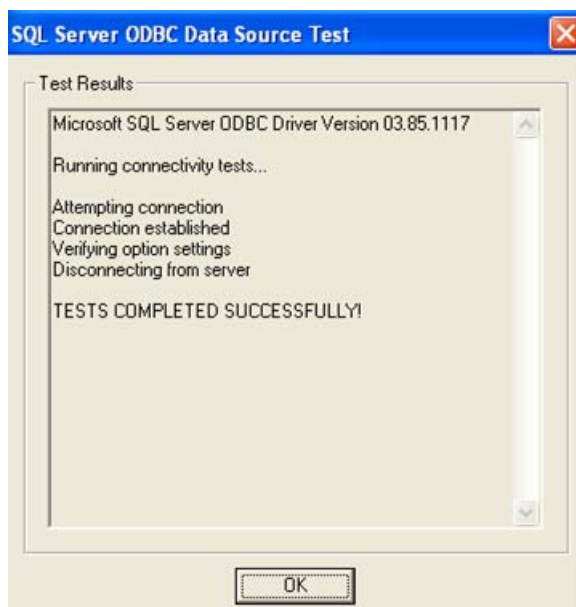 SQL Server ODBC Data Source Test
Test Results
Microsoft SQL Server ODBC Driver Version 03.85.1117
Running connectivity tests...
Attempting connection
Connection established
Verifying option settings
Disconnecting from server
TESTS COMPLETED SUCCESSFULLY!
OK